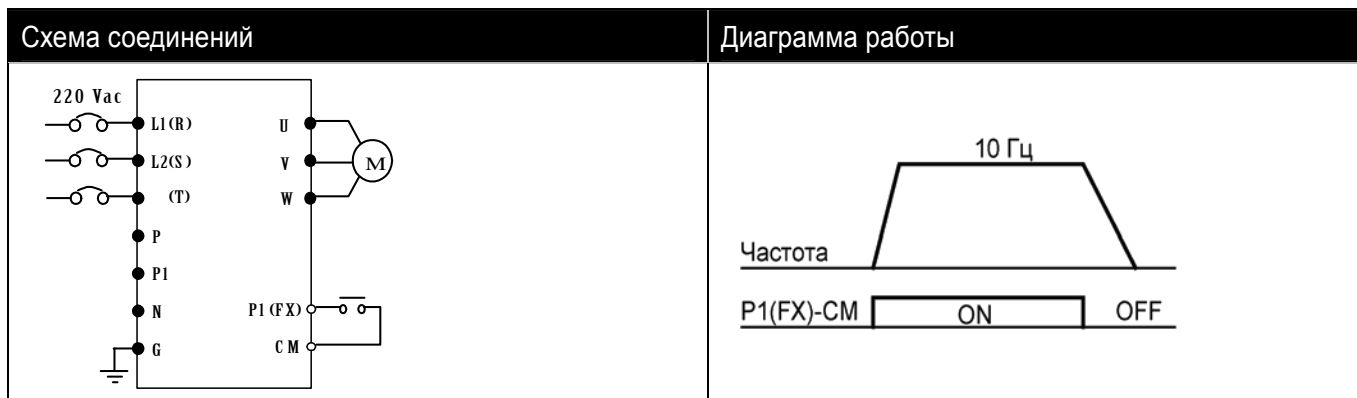 Схема соединений
Диаграмма работы
220 Vac
L1(R)
U
L2(S)
V
M
(T)
W
P
P1
N
P1(FX)
G
CM
10 Гц
Частота
P1(FX)-CM
ON
OFF